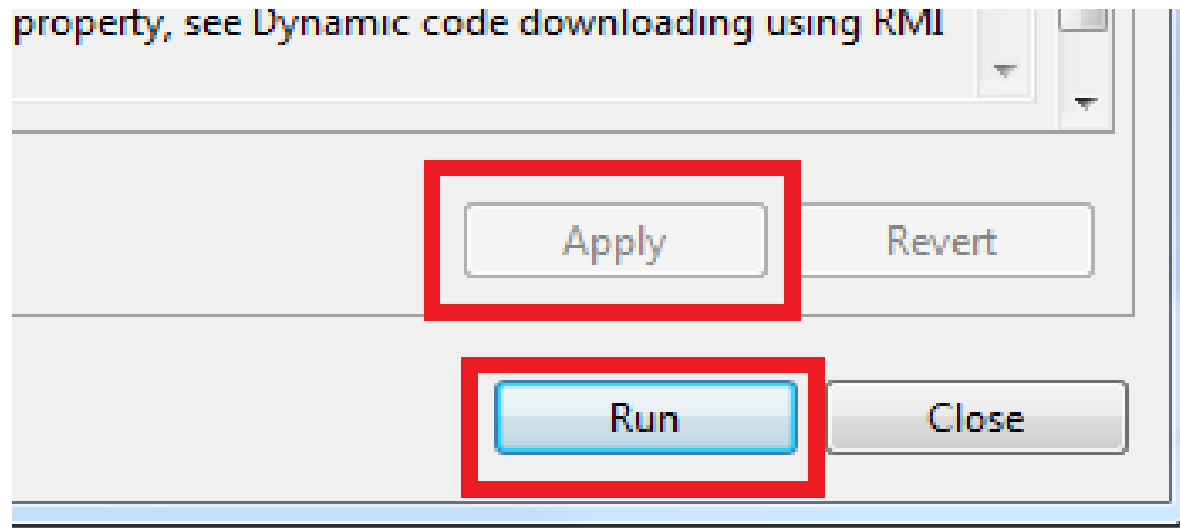 property, see Dynamic code downloading using RMI
Apply Revert
Run Close